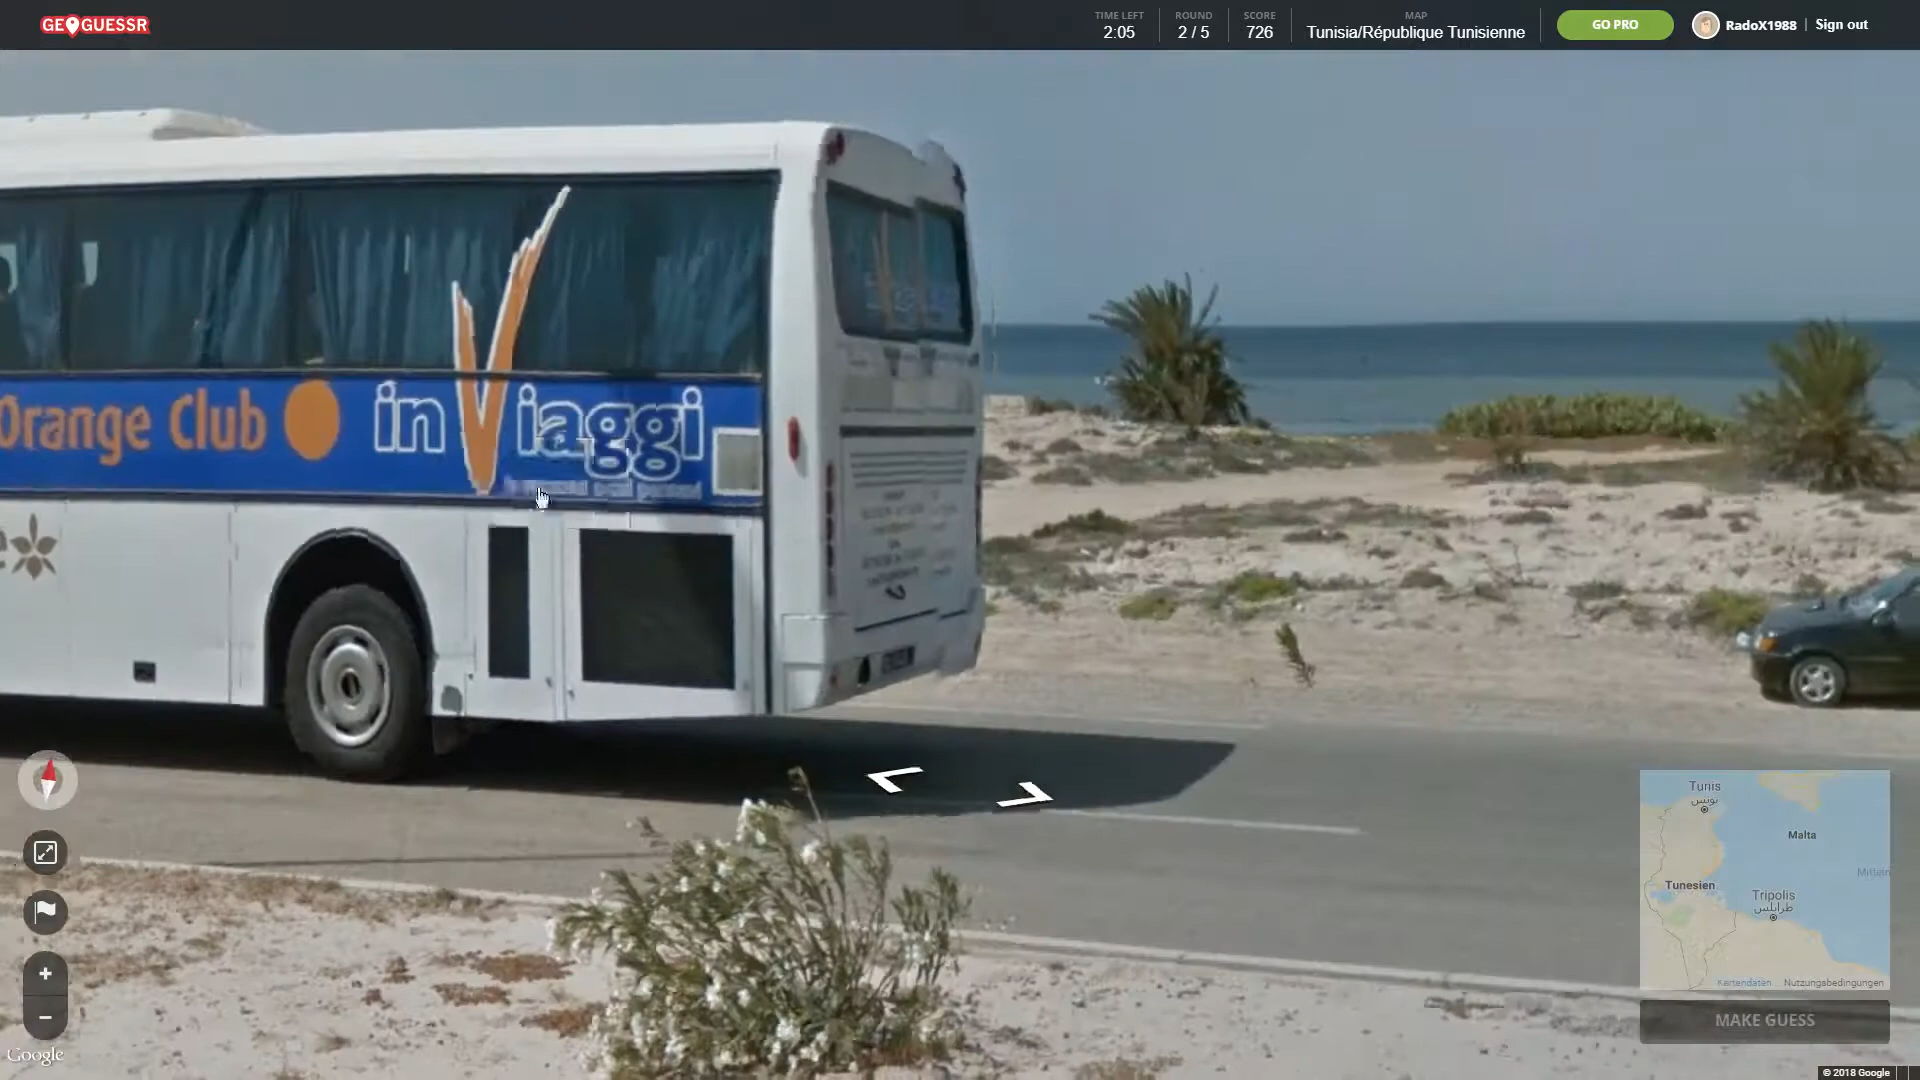 GEOGUESSR
TIME LEFT
2:05
ROUND
2 / 5
SCORE
726
MAP
Tunisia/République Tunisienne
GO PRO
RadoX1988
Sign out
Orange Club
in Viaggi
Tunis
تونس
Malta
Tunesien
Tripolis
طرابلس
Kartendaten
Nutzungsbedingungen
MAKE GUESS
Google
© 2018 Google